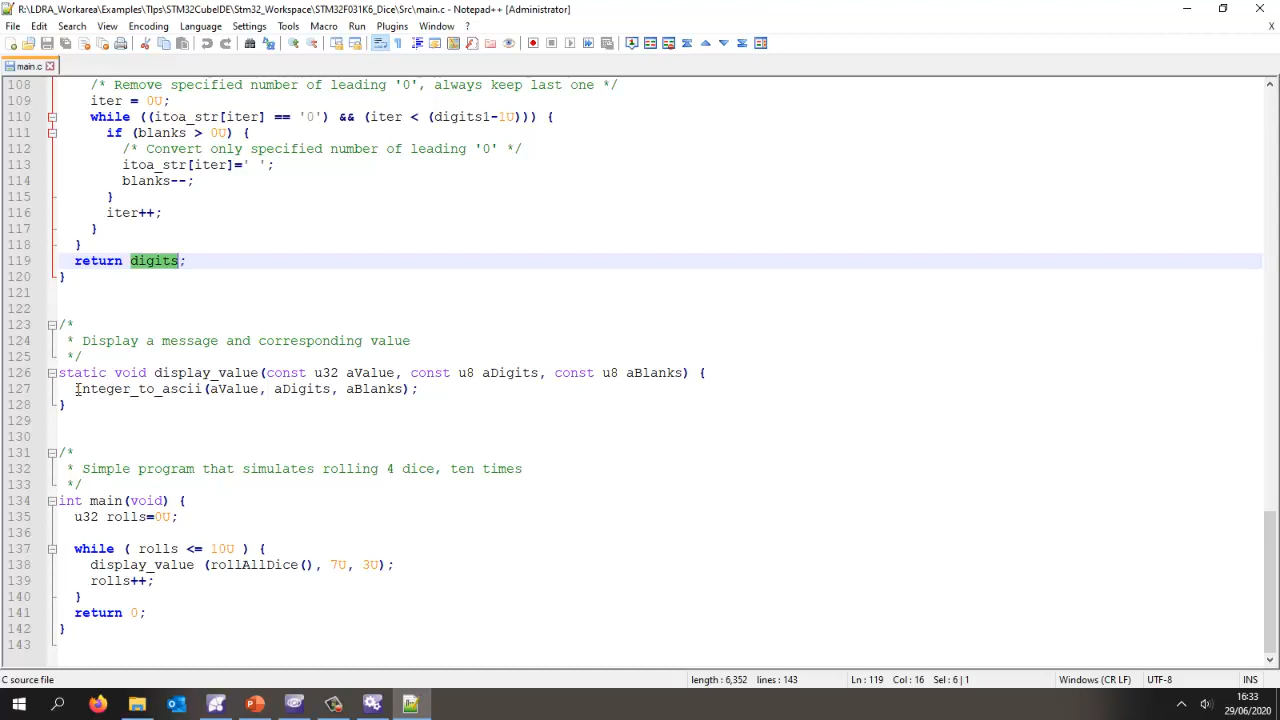 R:\LDRA_Workarea\Examples\TIps\STM32CubeIDE\Stm32_Workspace\STM32F031K6_Dice\Src\main.c - Notepad++ [Administrator]
File Edit Search View Encoding Language Settings Tools Macro Run Plugins Window ?
main.c
108 /* Remove specified number of leading '0', always keep last one */
109 iter = 0U;
110 while ((itoa_str[iter] == '0') && (iter < (digits1-1U))) {
111 if (blanks > 0U) {
112 /* Convert only specified number of leading '0' */
113 itoa_str[iter]=' ';
114 blanks--;
115 }
116 iter++;
117 }
118 }
119 return digits;
120 }
121
122
123 /*
124 * Display a message and corresponding value
125 */
126 static void display_value(const u32 aValue, const u8 aDigits, const u8 aBlanks) {
127 Integer_to_ascii(aValue, aDigits, aBlanks);
128 }
129
130
131 /*
132 * Simple program that simulates rolling 4 dice, ten times
133 */
134 int main(void) {
135 u32 rolls=0U;
136
137 while ( rolls <= 10U ) {
138 display_value (rollAllDice(), 7U, 3U);
139 rolls++;
140 }
141 return 0;
142 }
143
C source file length : 6,352 lines : 143 Ln : 119 Col : 16 Sel : 6 | 1 Windows (CR LF) UTF-8 INS
16:33
29/06/2020